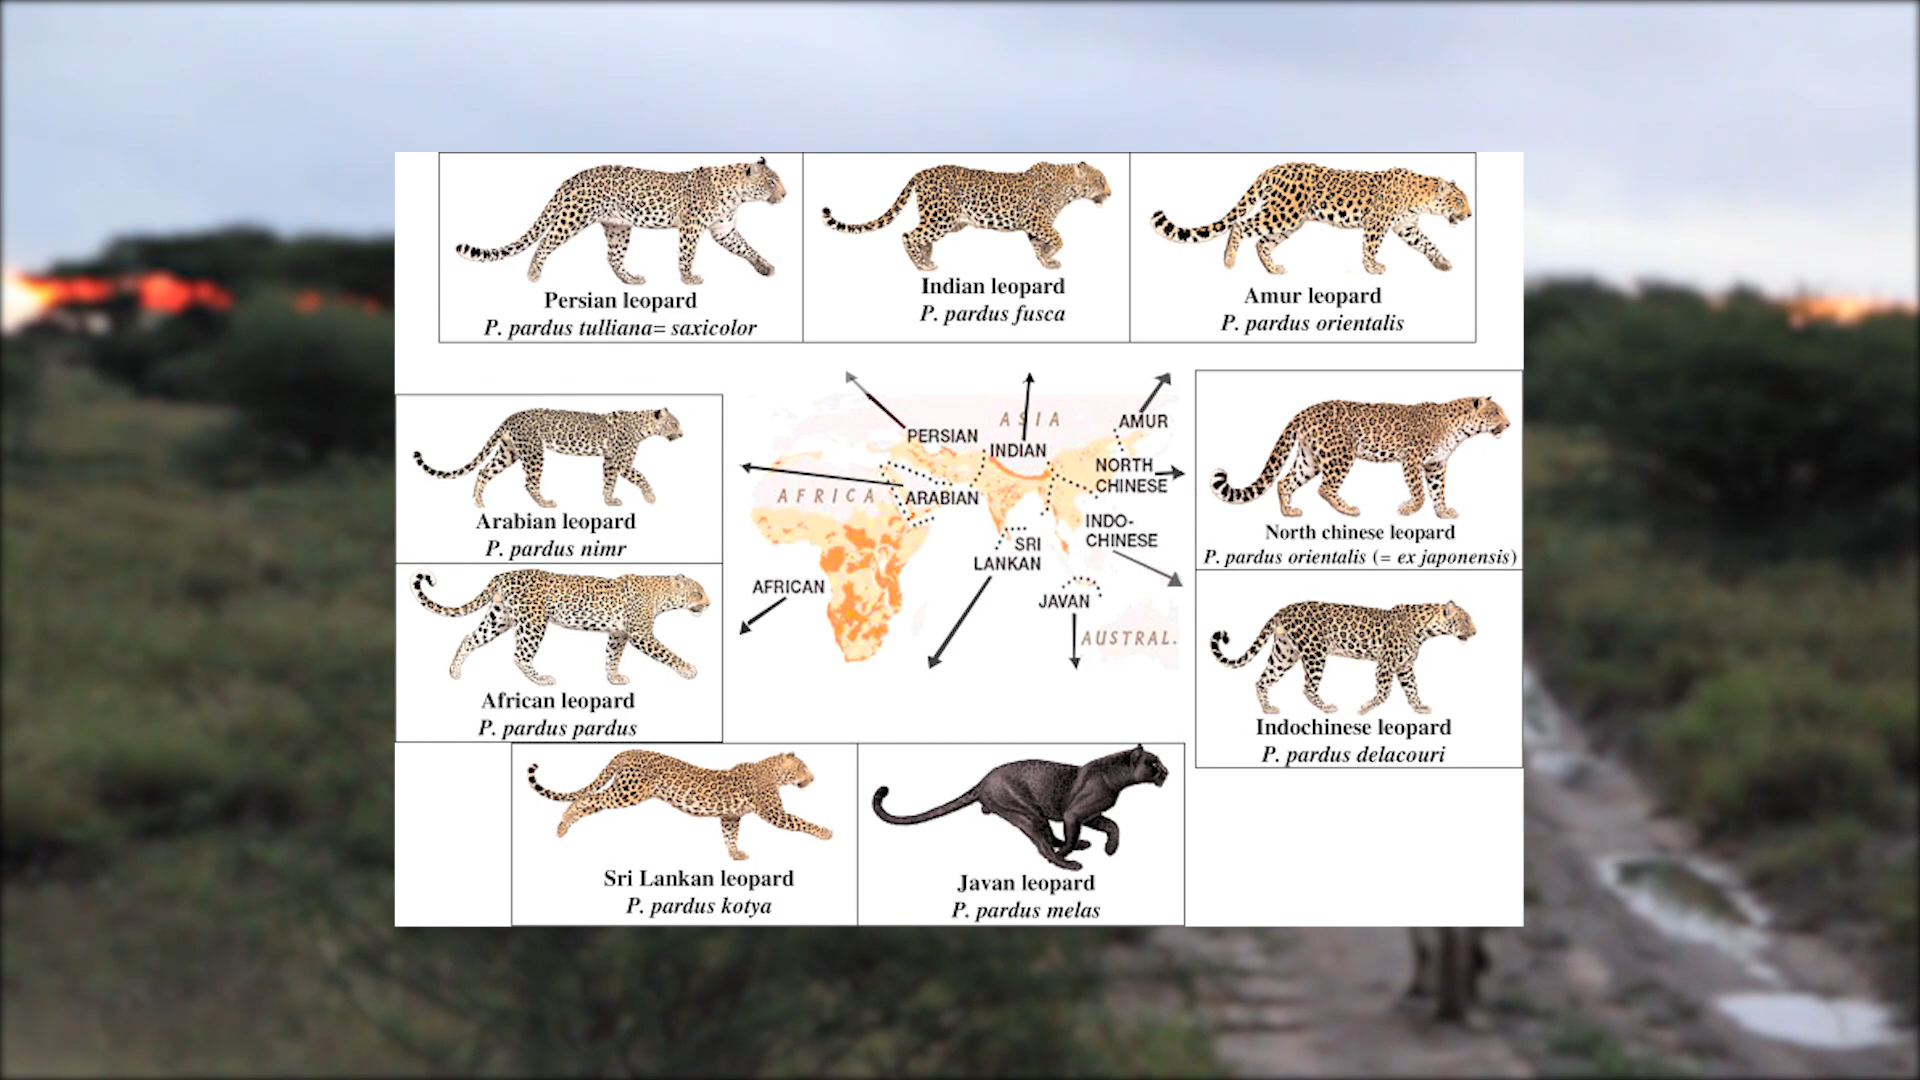 Persian leopard
P. pardus tulliana= saxicolor
Indian leopard
P. pardus fusca
Amur leopard
P. pardus orientalis
Arabian leopard
P. pardus nimr
African leopard
P. pardus pardus
ASIA
AMUR
PERSIAN
INDIAN
NORTH
CHINESE
AFRICA
ARABIAN
INDO-
CHINESE
SRI
LANKAN
AFRICAN
JAVAN
AUSTRAL.
North chinese leopard
P. pardus orientalis (= ex japonensis)
Indochinese leopard
P. pardus delacouri
Sri Lankan leopard
P. pardus kotya
Javan leopard
P. pardus melas